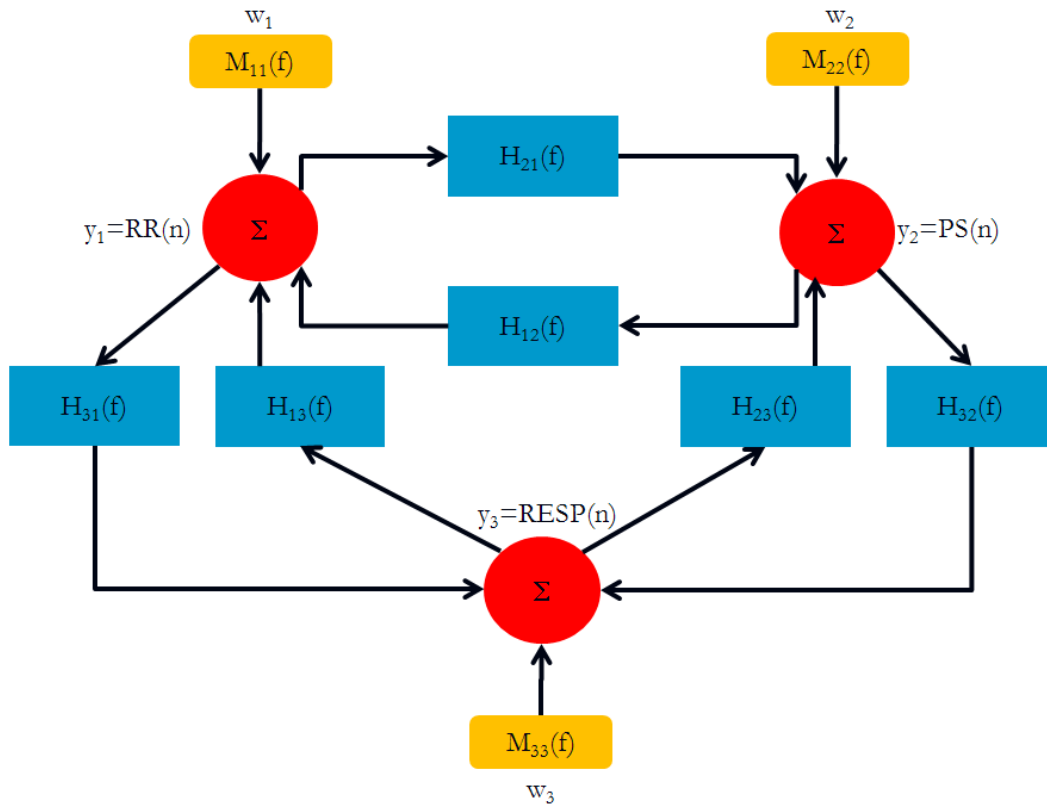 w₁
w₂
M₁₁(f)
M₂₂(f)
H₂₁(f)
y₁=RR(n)
Σ
Σ
y₂=PS(n)
H₁₂(f)
H₃₁(f)
H₁₃(f)
H₂₃(f)
H₃₂(f)
y₃=RESP(n)
Σ
M₃₃(f)
w₃